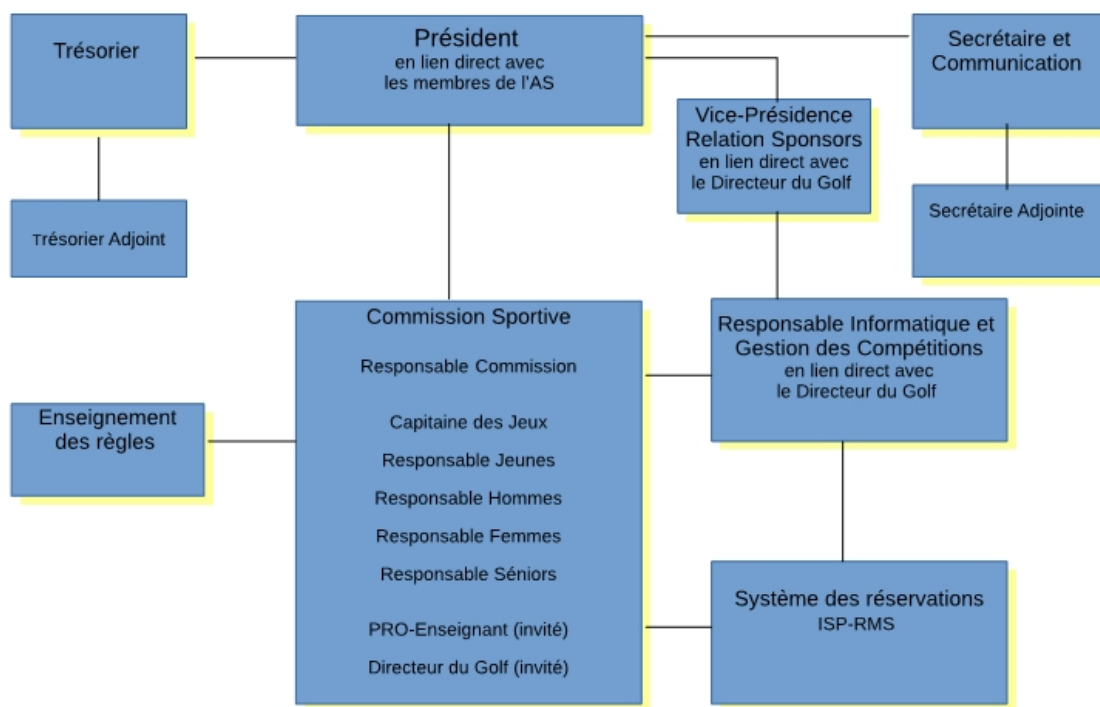 Trésorier
Président
en lien direct avec
les membres de l'AS
Secrétaire et
Communication
Vice-Présidence
Relation Sponsors
en lien direct avec
le Directeur du Golf
Trésorier Adjoint
Secrétaire Adjointe
Commission Sportive
Responsable Commission
Capitaine des Jeux
Responsable Jeunes
Responsable Hommes
Responsable Femmes
Responsable Séniors
PRO-Enseignant (invité)
Directeur du Golf (invité)
Responsable Informatique et
Gestion des Compétitions
en lien direct avec
le Directeur du Golf
Enseignement
des règles
Système des réservations
ISP-RMS